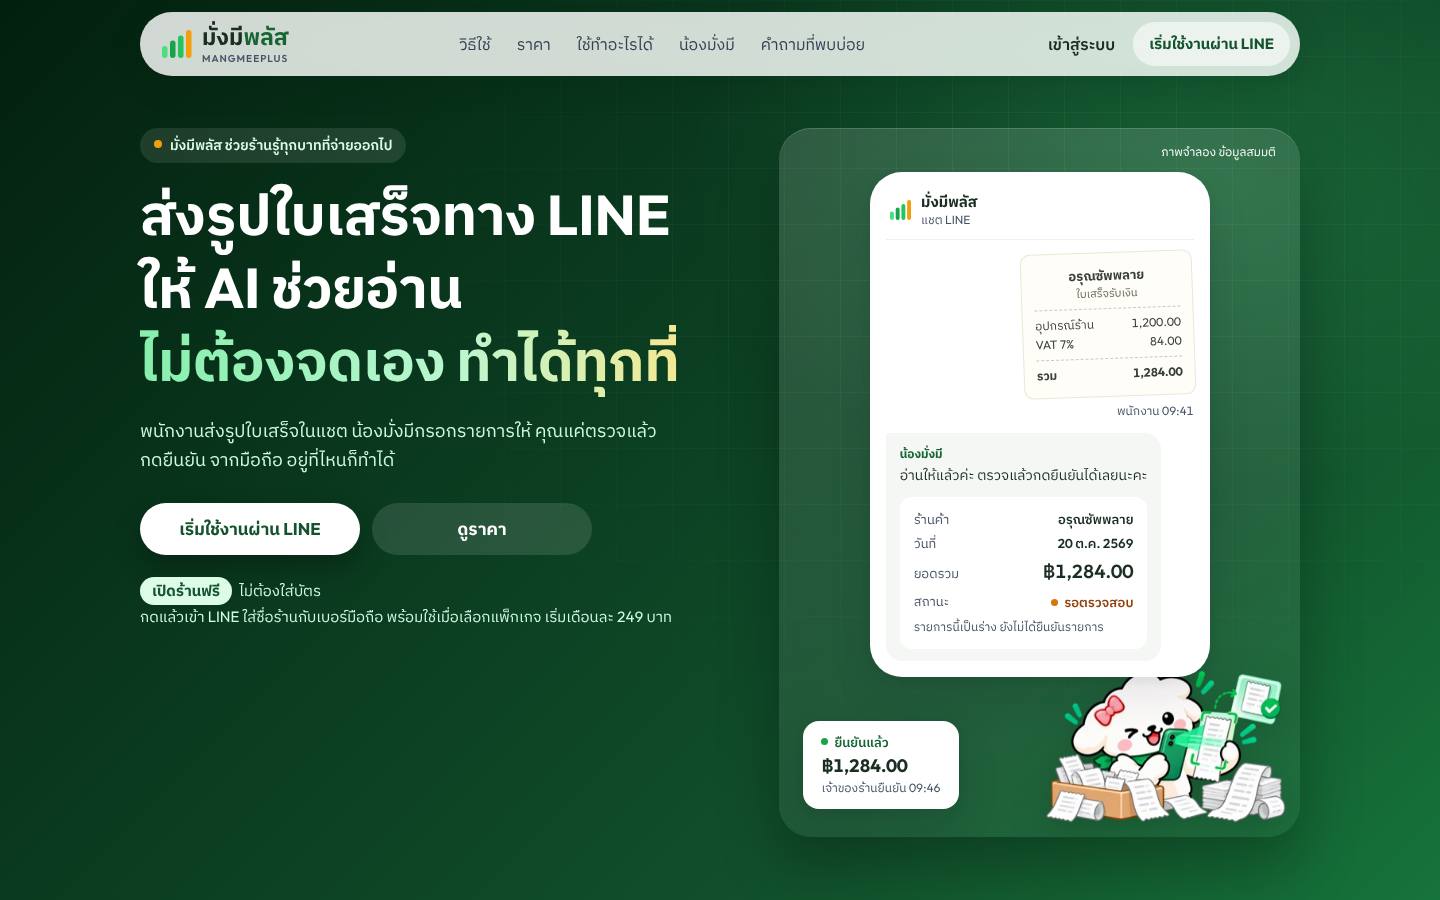 มั่งมีพลัส
MANGMEEPLUS
วิธีใช้ ราคา ใช้ทำอะไรได้ น้องมั่งมี คำถามที่พบบ่อย
เข้าสู่ระบบ
เริ่มใช้งานผ่าน LINE
มั่งมีพลัส ช่วยร้านรู้ทุกบาทที่จ่ายออกไป
ส่งรูปใบเสร็จทาง LINE
ให้ AI ช่วยอ่าน
ไม่ต้องจดเอง ทำได้ทุกที่
พนักงานส่งรูปใบเสร็จในแชต น้องมั่งมีกรอกรายการให้ คุณแค่ตรวจแล้ว
กดยืนยัน จากมือถือ อยู่ที่ไหนก็ทำได้
เริ่มใช้งานผ่าน LINE
ดูราคา
เปิดร้านฟรี ไม่ต้องใส่บัตร
กดแล้วเข้า LINE ใส่ชื่อร้านกับเบอร์มือถือ พร้อมใช้เมื่อเลือกแพ็กเกจ เริ่มเดือนละ 249 บาท
ภาพจำลอง ข้อมูลสมมติ
มั่งมีพลัส
แชต LINE
อรุณซัพพลาย
ใบเสร็จรับเงิน
อุปกรณ์ร้าน 1,200.00
VAT 7% 84.00
รวม 1,284.00
พนักงาน 09:41
น้องมั่งมี
อ่านให้แล้วค่ะ ตรวจแล้วกดยืนยันได้เลยนะคะ
ร้านค้า อรุณซัพพลาย
วันที่ 20 ต.ค. 2569
ยอดรวม ฿1,284.00
สถานะ รอตรวจสอบ
รายการนี้เป็นร่าง ยังไม่ได้ยืนยันรายการ
ยืนยันแล้ว
฿1,284.00
เจ้าของร้านยืนยัน 09:46